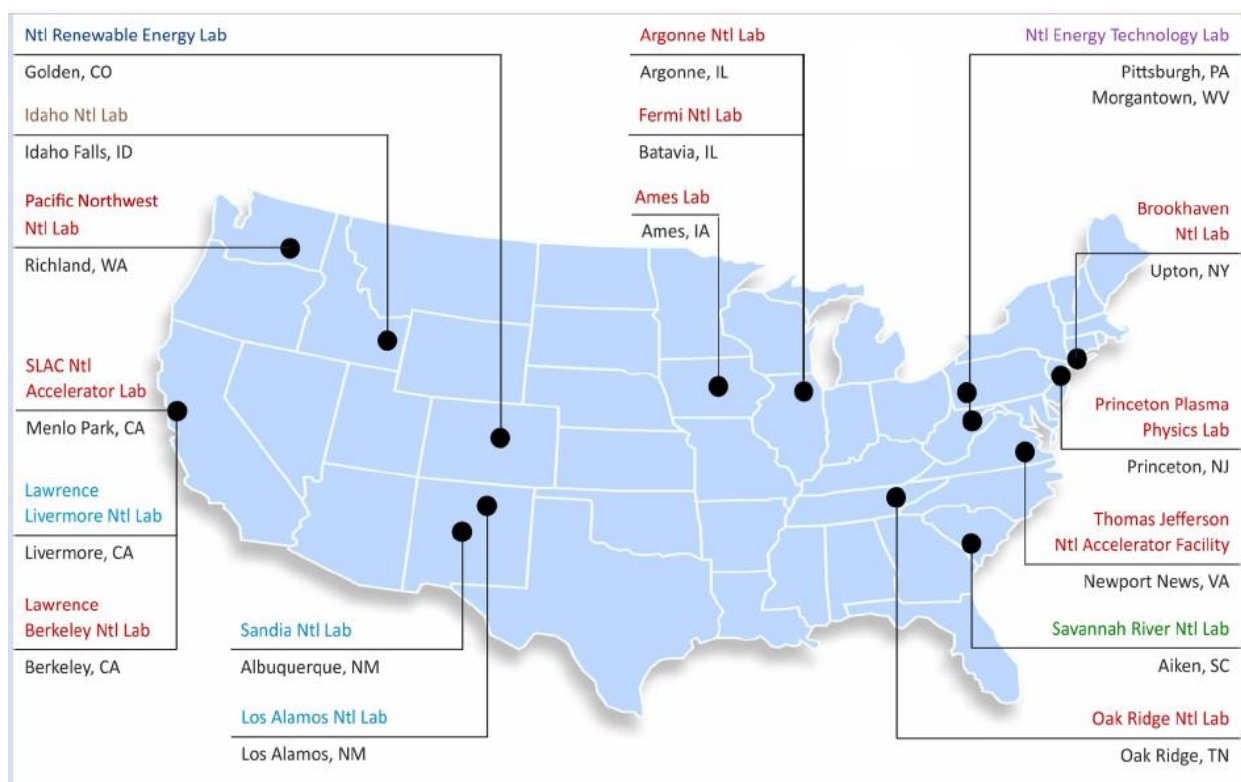 Ntl Renewable Energy Lab
Golden, CO
Idaho Ntl Lab
Idaho Falls, ID
Pacific Northwest
Ntl Lab
Richland, WA
SLAC Ntl
Accelerator Lab
Menlo Park, CA
Lawrence
Livermore Ntl Lab
Livermore, CA
Lawrence
Berkeley Ntl Lab
Berkeley, CA
Sandia Ntl Lab
Albuquerque, NM
Los Alamos Ntl Lab
Los Alamos, NM
Argonne Ntl Lab
Argonne, IL
Fermi Ntl Lab
Batavia, IL
Ames Lab
Ames, IA
Ntl Energy Technology Lab
Pittsburgh, PA
Morgantown, WV
Brookhaven
Ntl Lab
Upton, NY
Princeton Plasma
Physics Lab
Princeton, NJ
Thomas Jefferson
Ntl Accelerator Facility
Newport News, VA
Savannah River Ntl Lab
Aiken, SC
Oak Ridge Ntl Lab
Oak Ridge, TN